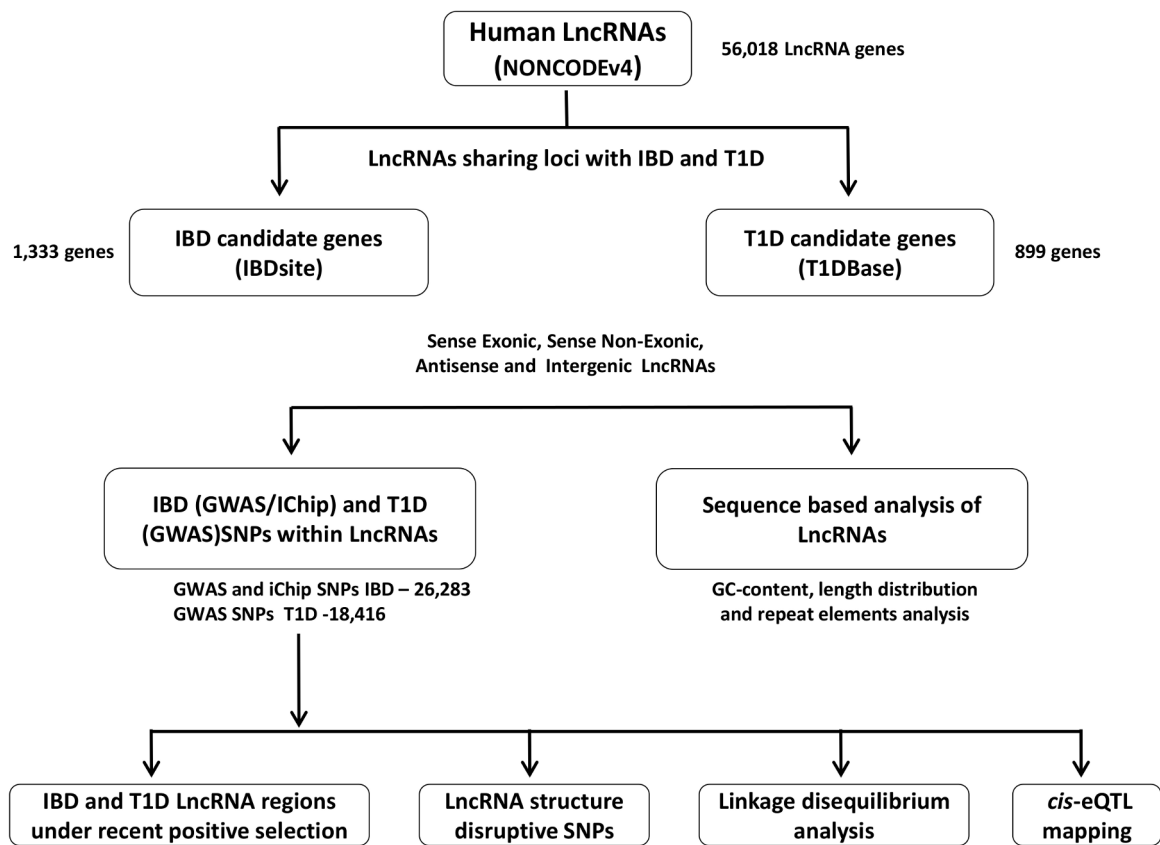 Human LncRNAs
(NONCODEv4)
56,018 LncRNA genes
LncRNAs sharing loci with IBD and T1D
1,333 genes
IBD candidate genes
(IBDsite)
T1D candidate genes
(T1DBase)
899 genes
Sense Exonic, Sense Non-Exonic,
Antisense and Intergenic LncRNAs
IBD (GWAS/IChip) and T1D
(GWAS)SNPs within LncRNAs
Sequence based analysis of
LncRNAs
GWAS and iChip SNPs IBD – 26,283
GWAS SNPs T1D -18,416
GC-content, length distribution
and repeat elements analysis
IBD and T1D LncRNA regions
under recent positive selection
LncRNA structure
disruptive SNPs
Linkage disequilibrium
analysis
cis-eQTL
mapping